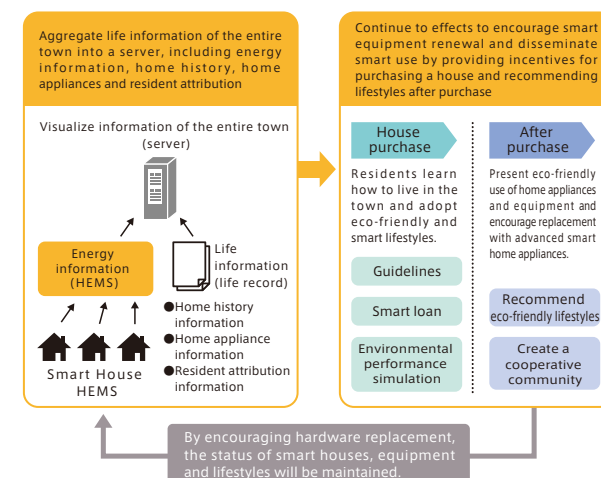 Aggregate life information of the entire
town into a server, including energy
information, home history, home
appliances and resident attribution
Visualize information of the entire town
(server)
Energy
information
(HEMS)
Life
information
(life record)
●Home history
information
●Home appliance
information
●Resident attribution
information
Smart House
HEMS
Continue to effects to encourage smart
equipment renewal and disseminate
smart use by providing incentives for
purchasing a house and recommending
lifestyles after purchase
House
purchase
Residents learn
how to live in the
town and adopt
eco-friendly and
smart lifestyles.
Guidelines
Smart loan
Environmental
performance
simulation
After
purchase
Present eco-friendly
use of home appliances
and equipment and
encourage replacement
with advanced smart
home appliances.
Recommend
eco-friendly lifestyles
Create a
cooperative
community
By encouraging hardware replacement,
the status of smart houses, equipment
and lifestyles will be maintained.